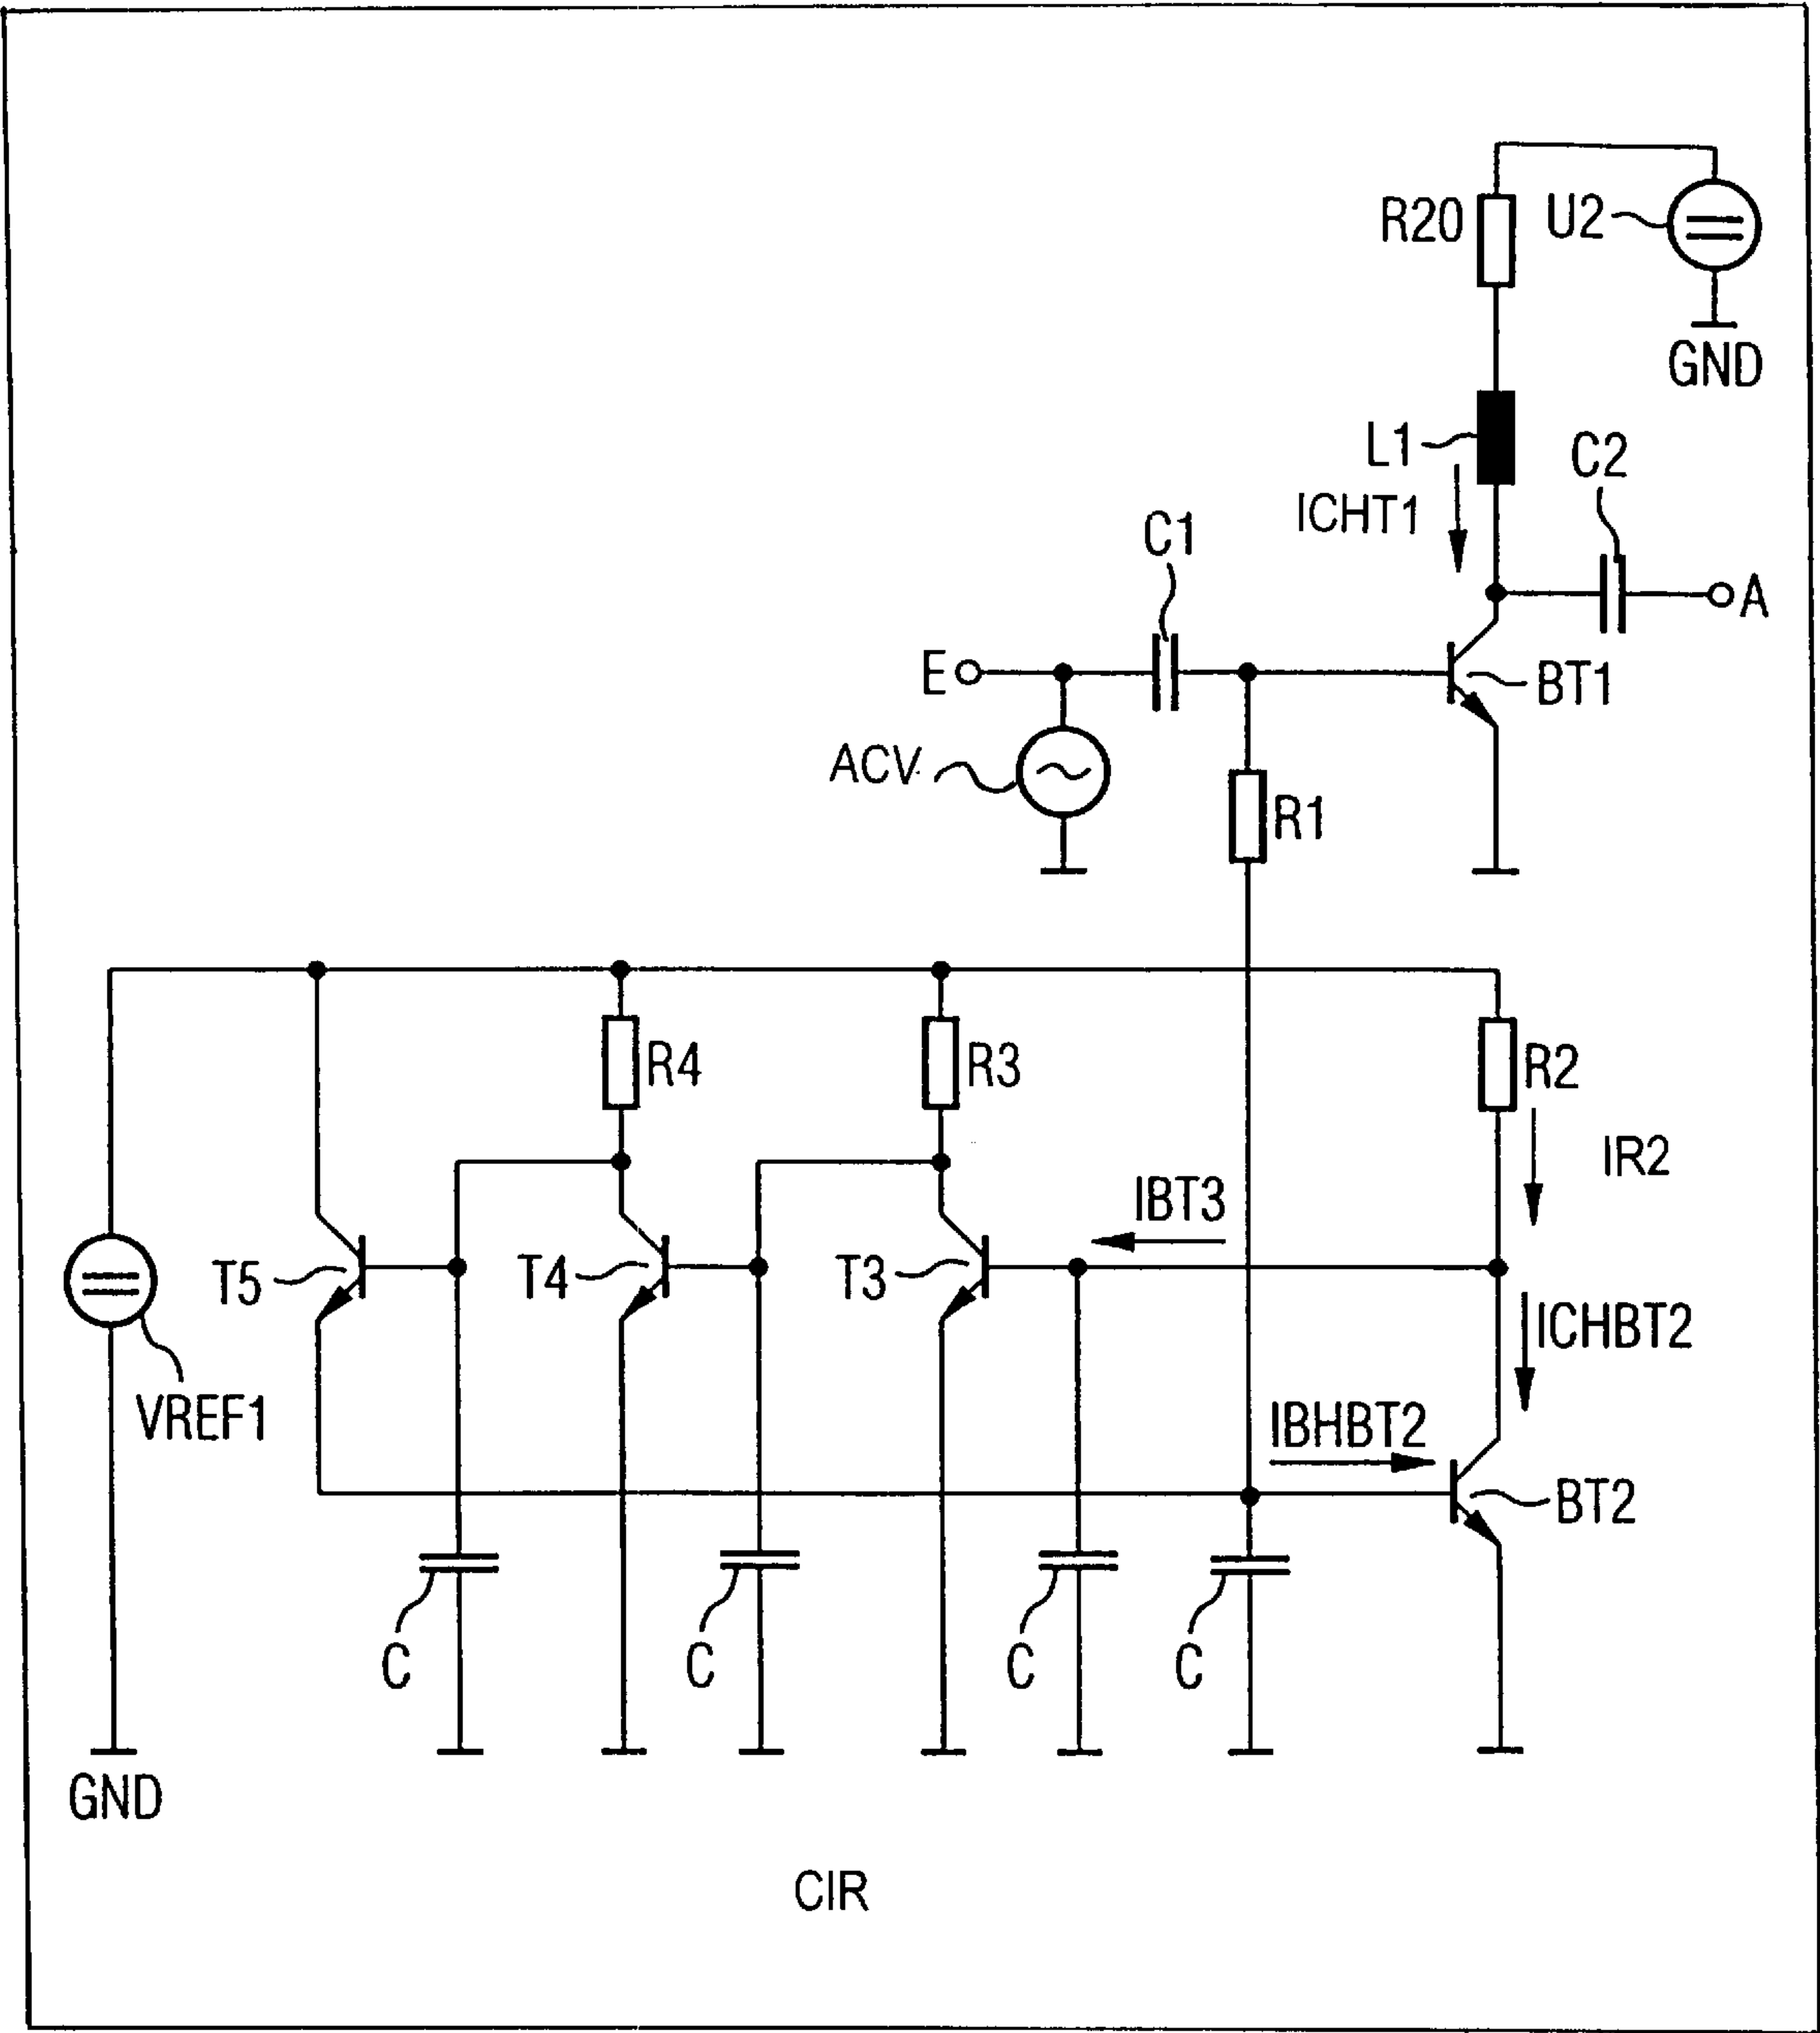 R20
U2
GND
L1
C2
ICHT1
C1
A
E
BT1
ACV
R1
R4
R3
R2
IR2
IBT3
T5
T4
T3
ICHBT2
VREF1
IBHBT2
BT2
C
C
C
C
GND
CIR